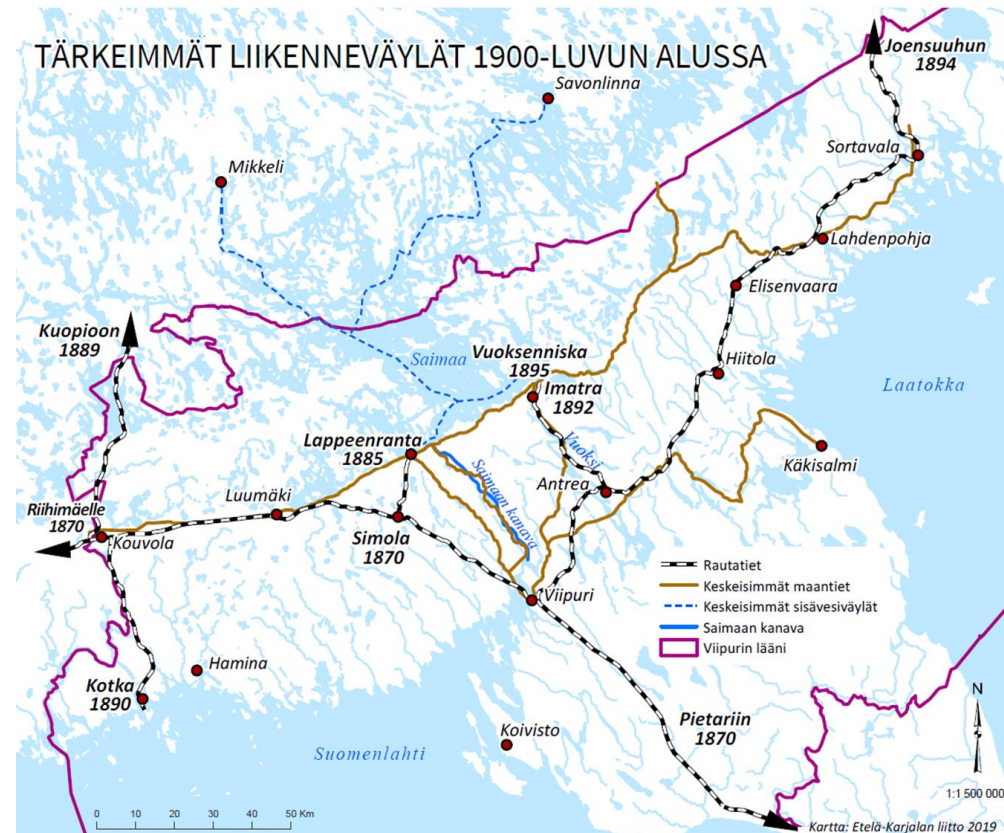 TÄRKEIMMÄT LIIKENNEVÄYLÄT 1900-LUVUN ALUSSA
Joensuuhun
1894
Savonlinna
Sortavala
Mikkeli
Lahdenpohja
Elisenvaara
Kuopioon
1889
Saimaa
Vuoksenniska
1895
Imatra
1892
Hiitola
Laatokka
Lappeenranta
1885
Vuoksi
Käkisalmi
Saimaan kanava
Antrea
Luumäki
Riihimäelle
1870
Kouvola
Simola
1870
Viipuri
Rautatiet
Keskeisimmät maantiet
Keskeisimmät sisävesiväylät
Saimaan kanava
Viipurin lääni
Hamina
Kotka
1890
Koivisto
Pietariin
1870
Suomenlahti
N
1:1 500 000
0 10 20 30 40 50 Km
Kartta: Etelä-Karjalan liitto 2019